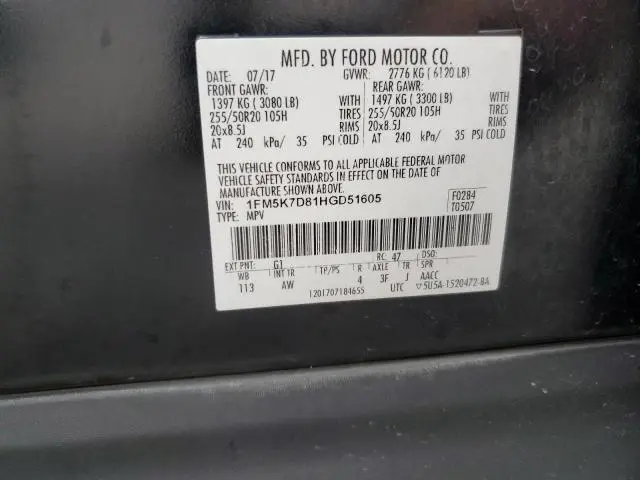 MFD. BY FORD MOTOR CO.
DATE: 07/17 GVWR: 2776 KG ( 6120 LB)
FRONT GAWR: REAR GAWR:
1397 KG ( 3080 LB) WITH 1497 KG ( 3300 LB) WITH
255/50R20 105H TIRES 255/50R20 105H TIRES
20x8.5J RIMS 20x8.5J RIMS
AT 240 kPa/ 35 PSI COLD AT 240 kPa/ 35 PSI COLD
THIS VEHICLE CONFORMS TO ALL APPLICABLE FEDERAL MOTOR
VEHICLE SAFETY STANDARDS IN EFFECT ON THE DATE OF
MANUFACTURE SHOWN ABOVE.
VIN: 1FM5K7D81HGD51605 F0284
TYPE: MPV T0507
EXT PNT: G1 RC: 47 DSO:
WB INT TR TP/PS R AXLE TR SPR
113 AW 4 3F J AACC
1201707184655 UTC ▽5U5A-1520472-BA